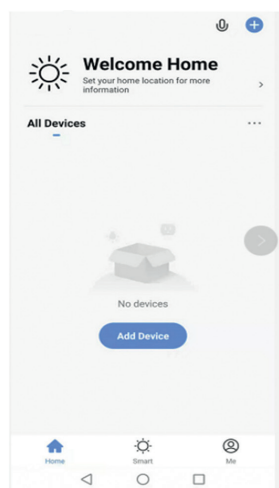 Welcome Home
Set your home location for more
information
All Devices
No devices
Add Device
Home
Smart
Me